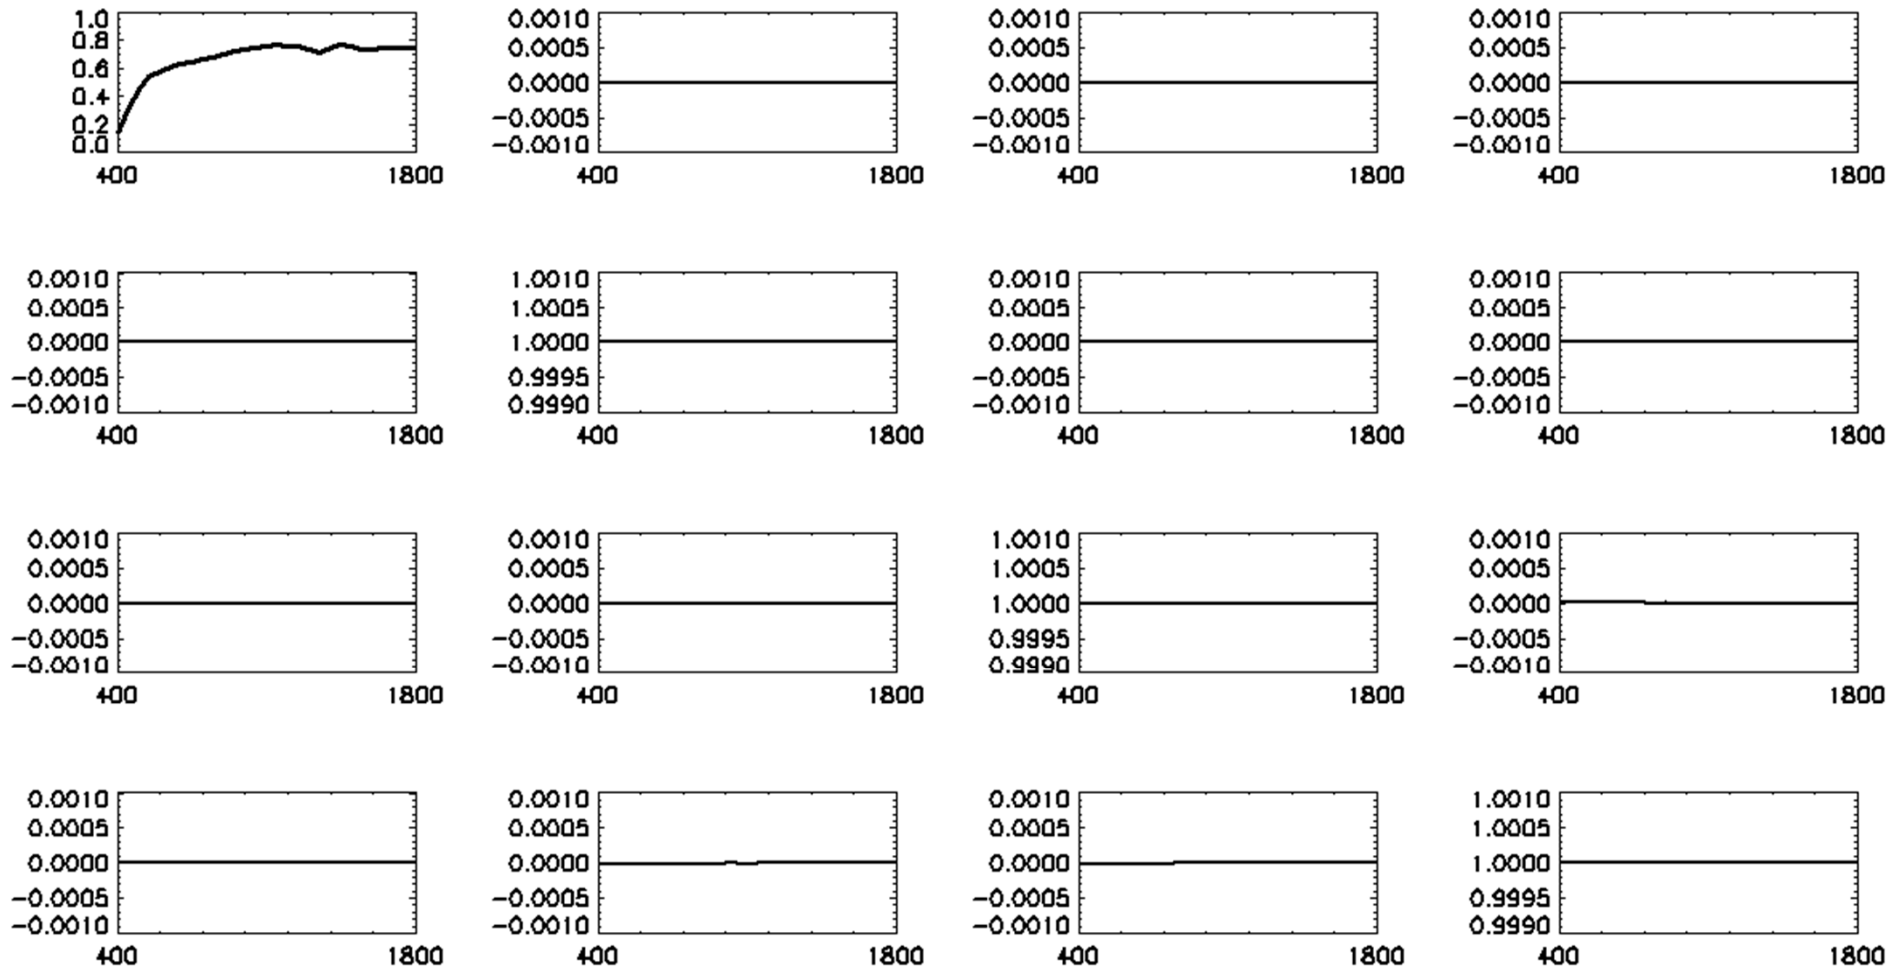 1.0 0.0010 0.0010 0.0010
0.8 0.0005 0.0005 0.0005
0.6 0.0000 0.0000 0.0000
0.4
0.2 −0.0005 −0.0005 −0.0005
0.0 −0.0010 −0.0010 −0.0010
400 1800 400 1800 400 1800 400 1800
0.0010 1.0010 0.0010 0.0010
0.0005 1.0005 0.0005 0.0005
0.0000 1.0000 0.0000 0.0000
−0.0005 0.9995 −0.0005 −0.0005
−0.0010 0.9990 −0.0010 −0.0010
400 1800 400 1800 400 1800 400 1800
0.0010 0.0010 1.0010 0.0010
0.0005 0.0005 1.0005 0.0005
0.0000 0.0000 1.0000 0.0000
−0.0005 −0.0005 0.9995 −0.0005
−0.0010 −0.0010 0.9990 −0.0010
400 1800 400 1800 400 1800 400 1800
0.0010 0.0010 0.0010 1.0010
0.0005 0.0005 0.0005 1.0005
0.0000 0.0000 0.0000 1.0000
−0.0005 −0.0005 −0.0005 0.9995
−0.0010 −0.0010 −0.0010 0.9990
400 1800 400 1800 400 1800 400 1800